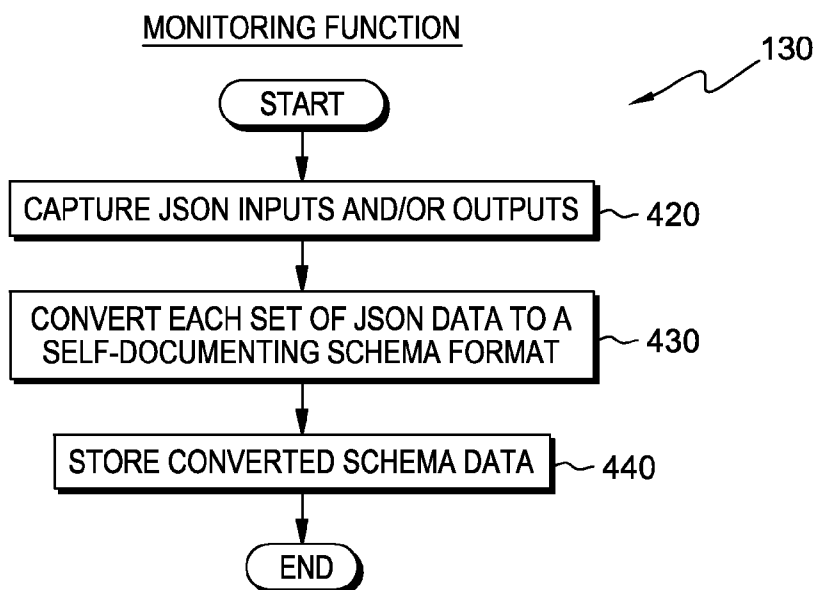 MONITORING FUNCTION
130
START
CAPTURE JSON INPUTS AND/OR OUTPUTS
420
CONVERT EACH SET OF JSON DATA TO A
SELF-DOCUMENTING SCHEMA FORMAT
430
STORE CONVERTED SCHEMA DATA
440
END